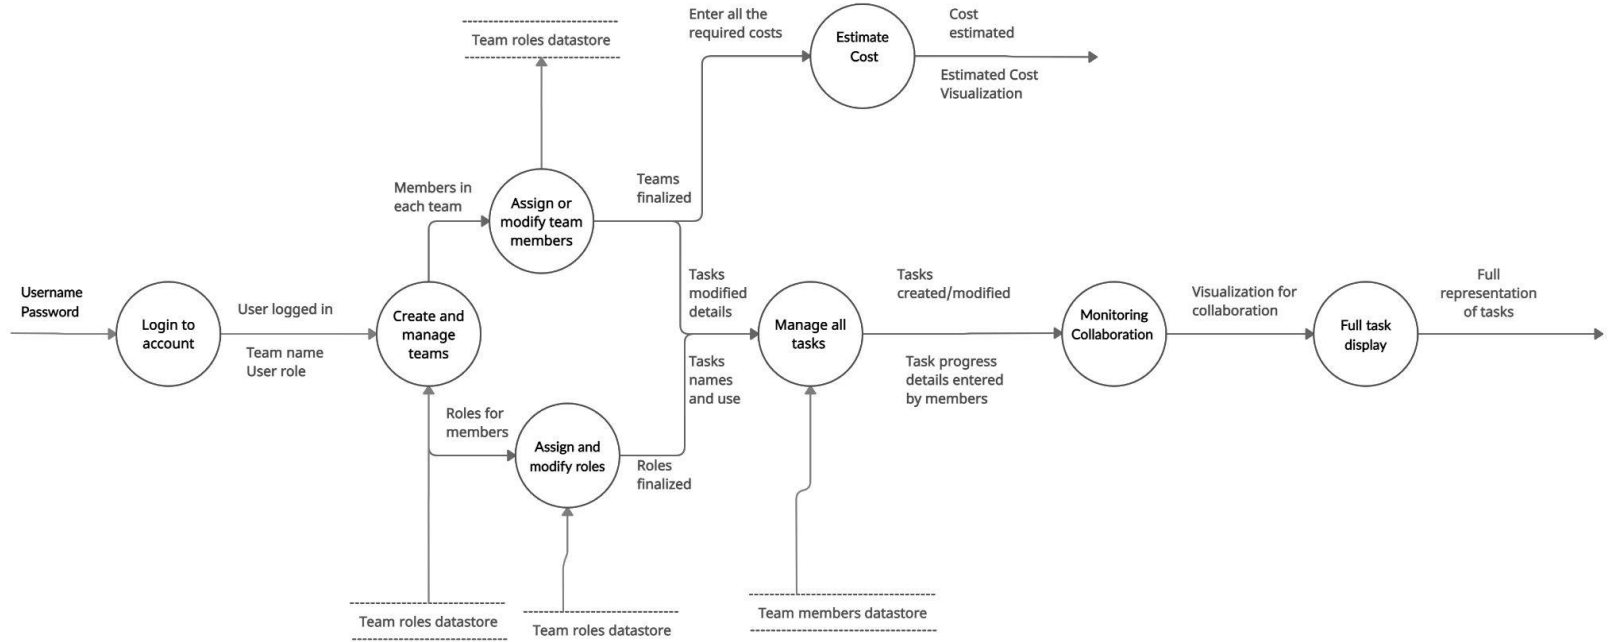 Enter all the
required costs
Cost
estimated
Team roles datastore
Estimate
Cost
Estimated Cost
Visualization
Members in
each team
Teams
finalized
Assign or
modify team
members
Username
Password
User logged in
Login to
account
Team name
User role
Create and
manage
teams
Tasks
modified
details
Manage all
tasks
Tasks
names
and use
Tasks
created/modified
Task progress
details entered
by members
Monitoring
Collaboration
Visualization for
collaboration
Full task
display
Full
representation
of tasks
Roles for
members
Assign and
modify roles
Roles
finalized
Team roles datastore
Team roles datastore
Team members datastore